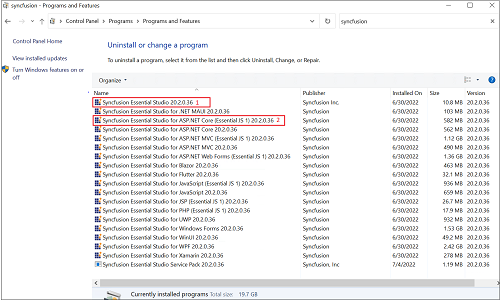 syncfusion - Programs and Features
Control Panel > Programs > Programs and Features
syncfusion
Control Panel Home
View installed updates
Turn Windows features on or
off
Uninstall or change a program
To uninstall a program, select it from the list and then click Uninstall, Change, or Repair.
Organize
Name Publisher Installed On Size Version
Syncfusion Essential Studio 20.2.0.36 1 Syncfusion Inc. 6/30/2022 10.8 MB 20.2.0.36
Syncfusion Essential Studio for .NET MAUI 20.2.0.36 Syncfusion 6/30/2022 103 MB 20.2.0.36
Syncfusion Essential Studio for ASP.NET Core (Essential JS 1) 20.2.0.36 2 Syncfusion 6/30/2022 582 MB 20.2.0.36
Syncfusion Essential Studio for ASP.NET Core 20.2.0.36 Syncfusion 6/30/2022 562 MB 20.2.0.36
Syncfusion Essential Studio for ASP.NET MVC (Essential JS 1) 20.2.0.36 Syncfusion 6/30/2022 1.12 GB 20.2.0.36
Syncfusion Essential Studio for ASP.NET MVC 20.2.0.36 Syncfusion 6/30/2022 490 MB 20.2.0.36
Syncfusion Essential Studio for ASP.NET Web Forms (Essential JS 1) 20.2.0.36 Syncfusion 6/30/2022 1.36 GB 20.2.0.36
Syncfusion Essential Studio for Blazor 20.2.0.36 Syncfusion 6/30/2022 463 MB 20.2.0.36
Syncfusion Essential Studio for Flutter 20.2.0.36 Syncfusion 6/30/2022 32.1 MB 20.2.0.36
Syncfusion Essential Studio for JavaScript (Essential JS 1) 20.2.0.36 Syncfusion 6/30/2022 936 MB 20.2.0.36
Syncfusion Essential Studio for JavaScript 20.2.0.36 Syncfusion 6/30/2022 659 MB 20.2.0.36
Syncfusion Essential Studio for JSP (Essential JS 1) 20.2.0.36 Syncfusion 6/30/2022 26.7 MB 20.2.0.36
Syncfusion Essential Studio for PHP (Essential JS 1) 20.2.0.36 Syncfusion 6/30/2022 17.9 MB 20.2.0.36
Syncfusion Essential Studio for UWP 20.2.0.36 Syncfusion 6/30/2022 932 MB 20.2.0.36
Syncfusion Essential Studio for Windows Forms 20.2.0.36 Syncfusion 6/30/2022 1.53 GB 20.2.0.36
Syncfusion Essential Studio for WinUI 20.2.0.36 Syncfusion 6/30/2022 49.2 MB 20.2.0.36
Syncfusion Essential Studio for WPF 20.2.0.36 Syncfusion 6/30/2022 2.42 GB 20.2.0.36
Syncfusion Essential Studio for Xamarin 20.2.0.36 Syncfusion 6/30/2022 278 MB 20.2.0.36
Syncfusion Essential Studio Service Pack 20.2.0.36 Syncfusion, Inc 7/4/2022 1.19 MB 20.2.0.36
Currently installed programs Total size: 19.7 GB